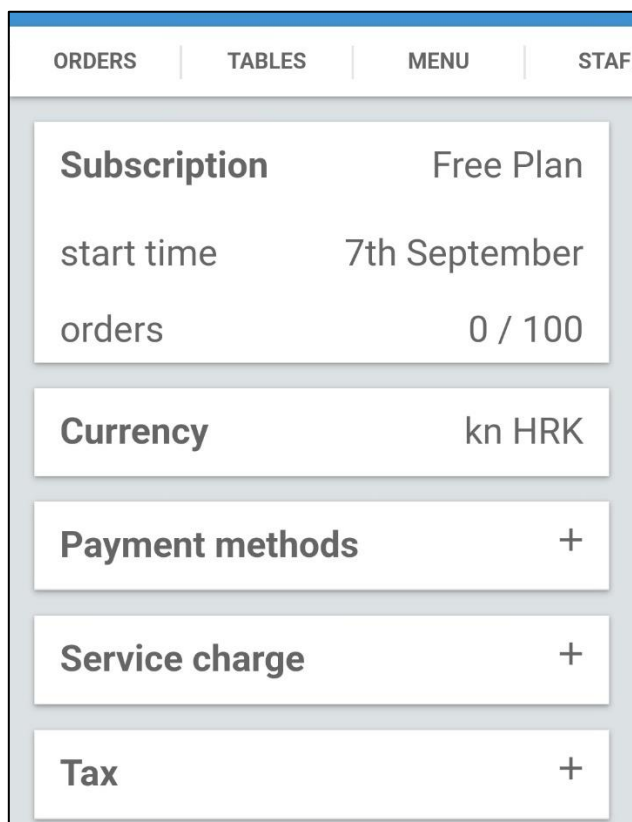 ORDERS TABLES MENU STAF
Subscription Free Plan
start time 7th September
orders 0 / 100
Currency kn HRK
Payment methods +
Service charge +
Tax +